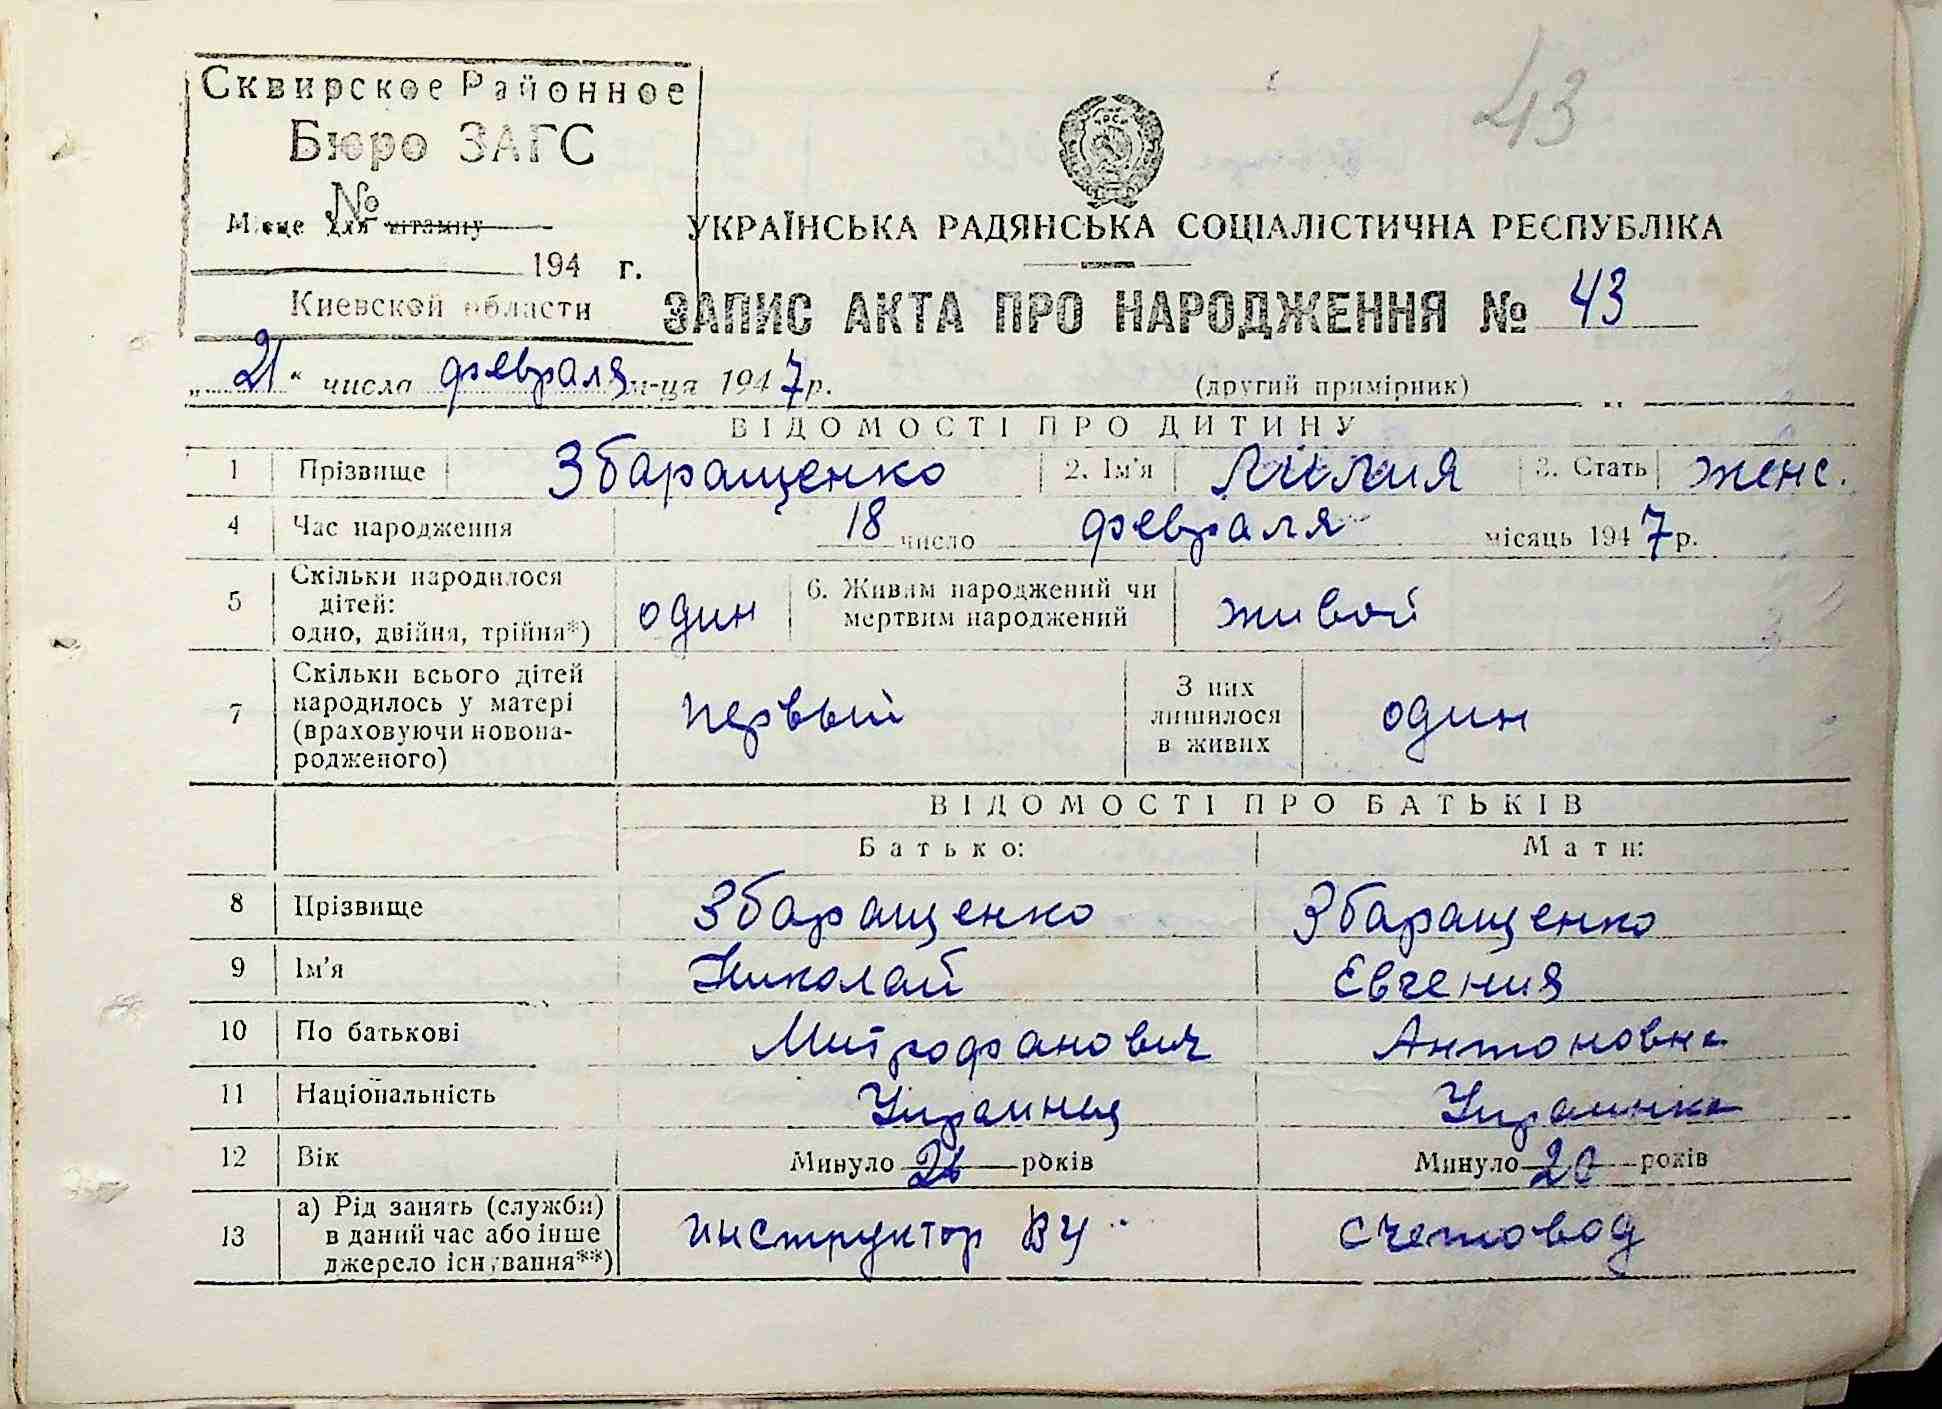 43
Сквирское Районное
Бюро ЗАГС
№
Місце для штампу
194 г.
Киевской области
УКРАЇНСЬКА РАДЯНСЬКА СОЦІАЛІСТИЧНА РЕСПУБЛІКА
ЗАПИС АКТА ПРО НАРОДЖЕННЯ № 43
„21" числа февраля м-ця 1947 р.
(другий примірник)
ВІДОМОСТІ ПРО ДИТИНУ
1 Прізвище Збаращенко 2. Ім'я Лилия 3. Стать женс.
4 Час народження 18 число февраля місяць 1947 р.
5 Скільки народилося
дітей:
одно, двійня, трійня*) один
6. Живим народжений чи
мертвим народжений живой
7 Скільки всього дітей
народилось у матері
(враховуючи новона-
родженого) первый
З них
лишилося
в живих один
ВІДОМОСТІ ПРО БАТЬКІВ
Батько: Мати:
8 Прізвище Збаращенко Збаращенко
9 Ім'я Николай Евгения
10 По батькові Митрофанович Антоновна
11 Національність Украинец Украинка
12 Вік Минуло 26 років Минуло 20 років
13 а) Рід занять (служби)
в даний час або інше
джерело існування**) инструктор ВУ счетовод